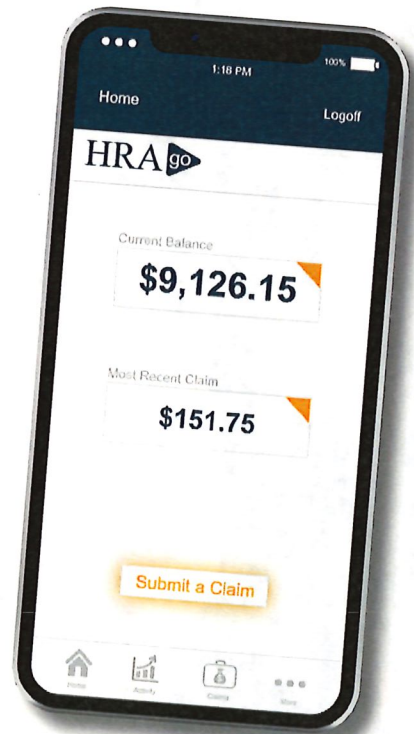 1:18 PM
100%
Home
Logoff
HRA go
Current Balance
$9,126.15
Most Recent Claim
$151.75
Submit a Claim
Home
Activity
Claims
More